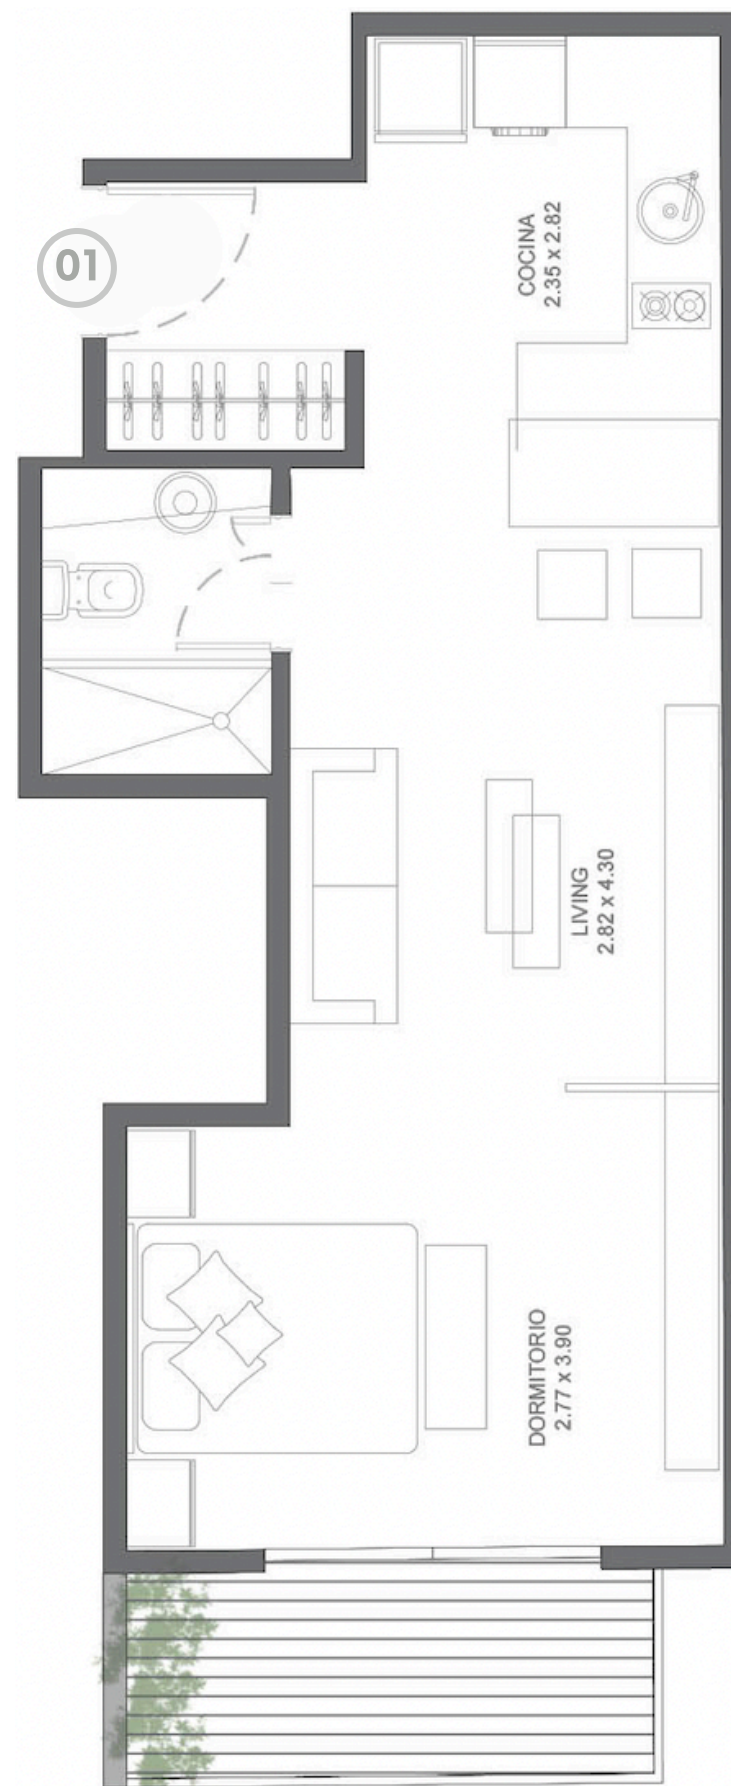 01
COCINA
2.35 x 2.82
LIVING
2.82 x 4.30
DORMITORIO
2.77 x 3.90